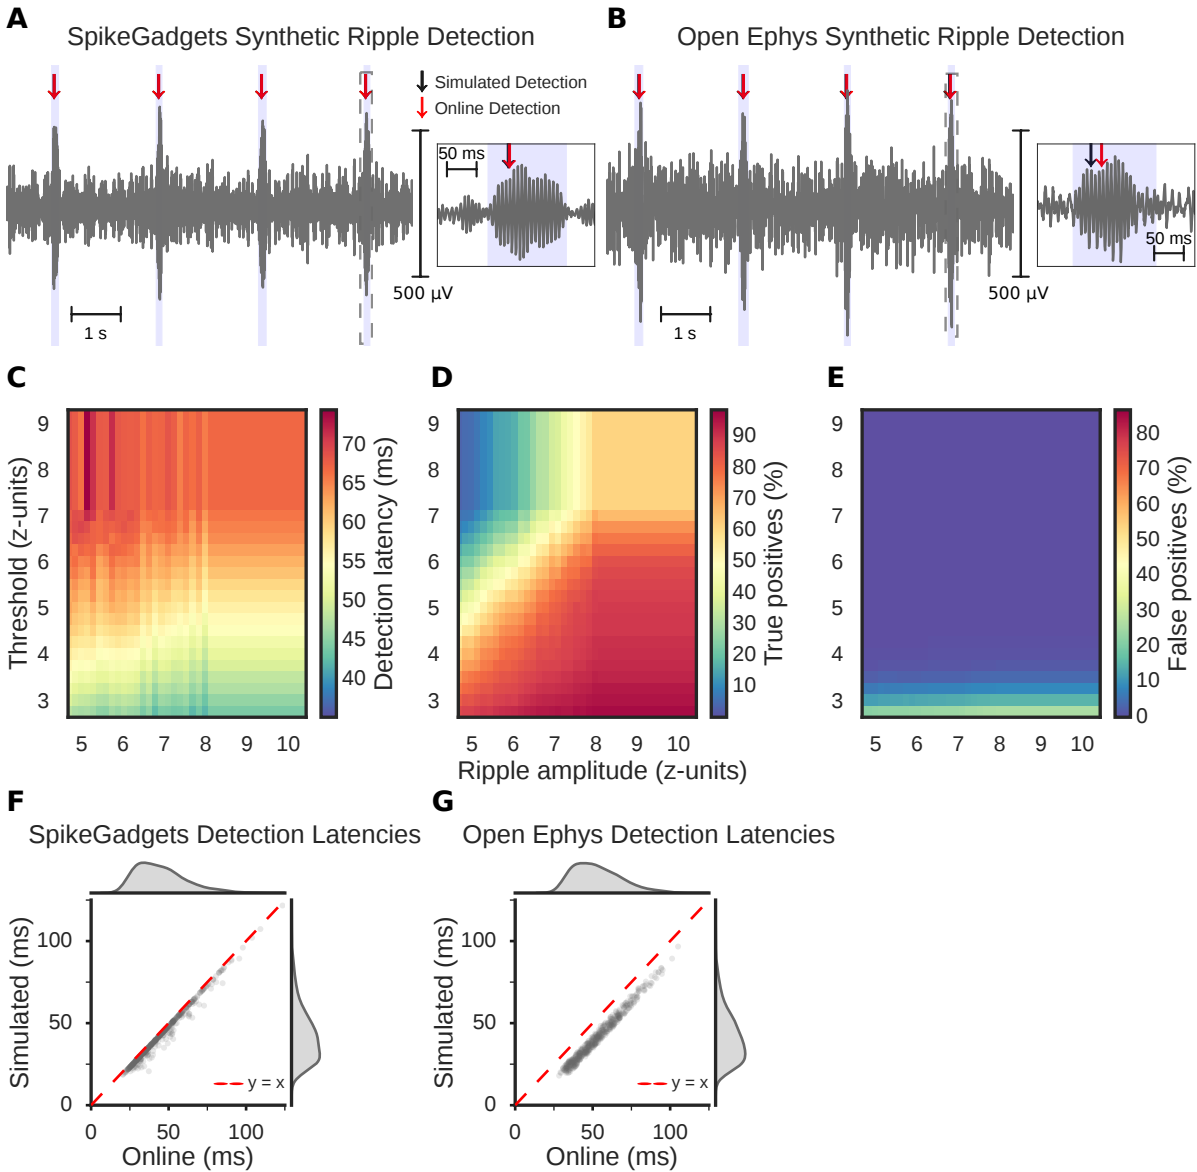 A
SpikeGadgets Synthetic Ripple Detection
Simulated Detection
Online Detection
50 ms
500 μV
1 s
B
Open Ephys Synthetic Ripple Detection
50 ms
500 μV
1 s
C
Threshold (z-units)
9
8
7
6
5
4
3
5 6 7 8 9 10
70
65
60
55
50
45
40
Detection latency (ms)
D
9
8
7
6
5
4
3
5 6 7 8 9 10
Ripple amplitude (z-units)
90
80
70
60
50
40
30
20
10
True positives (%)
E
9
8
7
6
5
4
3
5 6 7 8 9 10
80
70
60
50
40
30
20
10
0
False positives (%)
F
SpikeGadgets Detection Latencies
Simulated (ms)
100
50
0
y = x
0 50 100
Online (ms)
G
Open Ephys Detection Latencies
Simulated (ms)
100
50
0
y = x
0 50 100
Online (ms)